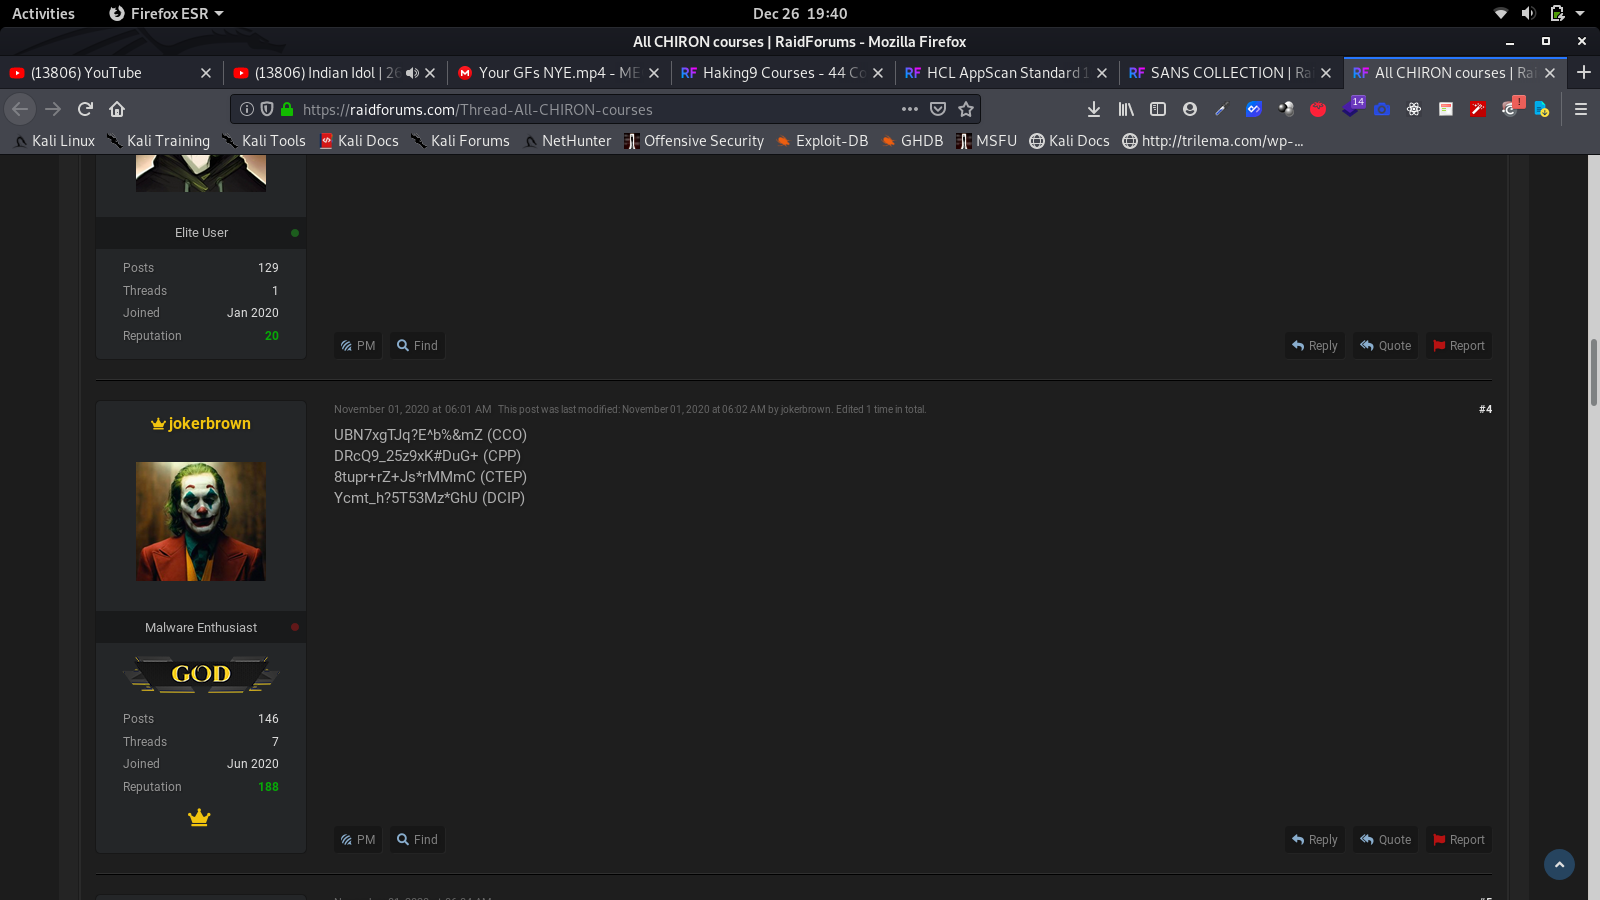 Activities
Firefox ESR
Dec 26 19:40
All CHIRON courses | RaidForums - Mozilla Firefox
(13806) YouTube
(13806) Indian Idol | 26
Your GFs NYE.mp4 - ME
Haking9 Courses - 44 Co
HCL AppScan Standard 1
SANS COLLECTION | Rai
All CHIRON courses | Rai
https://raidforums.com/Thread-All-CHIRON-courses
14
Kali Linux
Kali Training
Kali Tools
Kali Docs
Kali Forums
NetHunter
Offensive Security
Exploit-DB
GHDB
MSFU
Kali Docs
http://trilema.com/wp-...
Elite User
Posts 129
Threads 1
Joined Jan 2020
Reputation 20
PM
Find
Reply
Quote
Report
jokerbrown
November 01, 2020 at 06:01 AM This post was last modified: November 01, 2020 at 06:02 AM by jokerbrown. Edited 1 time in total.
#4
UBN7xgTJq?E^b%&mZ (CCO)
DRcQ9_25z9xK#DuG+ (CPP)
8tupr+rZ+Js*rMMmC (CTEP)
Ycmt_h?5T53Mz*GhU (DCIP)
Malware Enthusiast
GOD
Posts 146
Threads 7
Joined Jun 2020
Reputation 188
PM
Find
Reply
Quote
Report